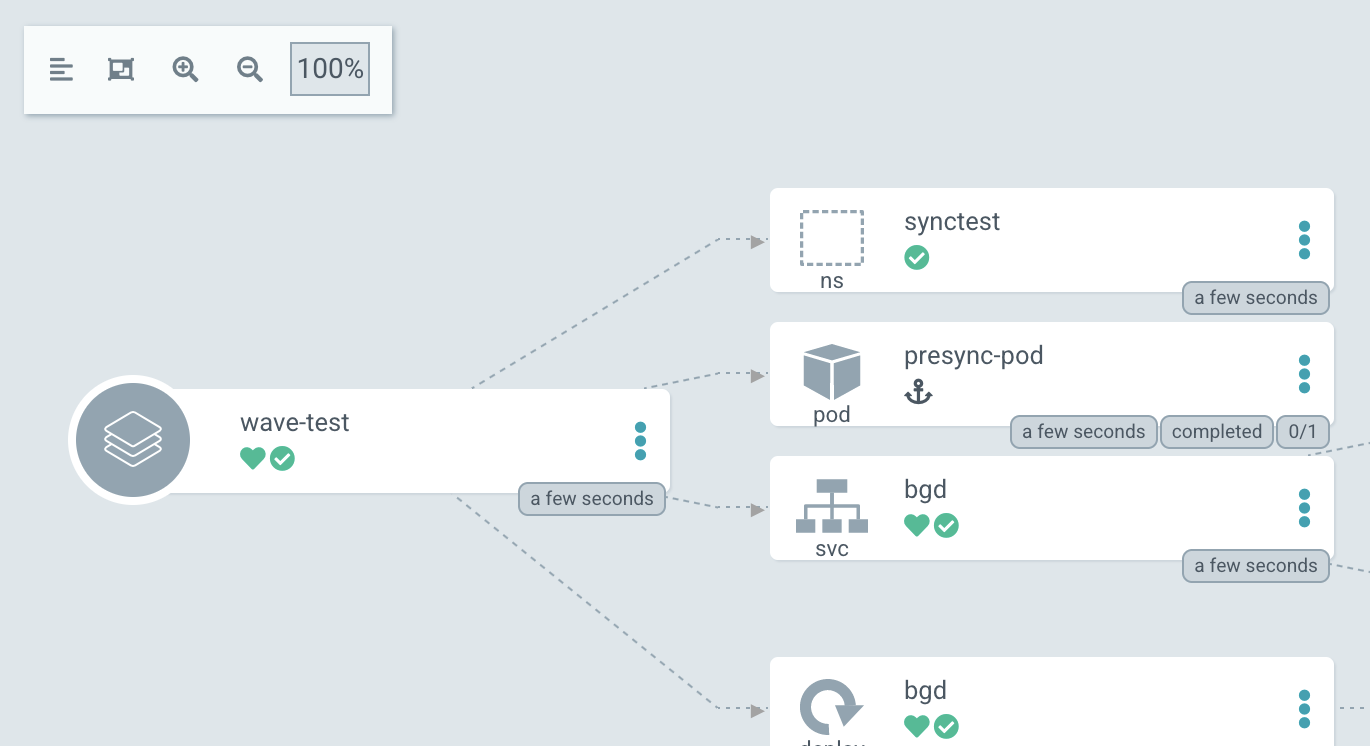 100%
synctest
ns
a few seconds
presync-pod
pod
a few seconds
completed
0/1
wave-test
a few seconds
bgd
svc
a few seconds
bgd
deploy